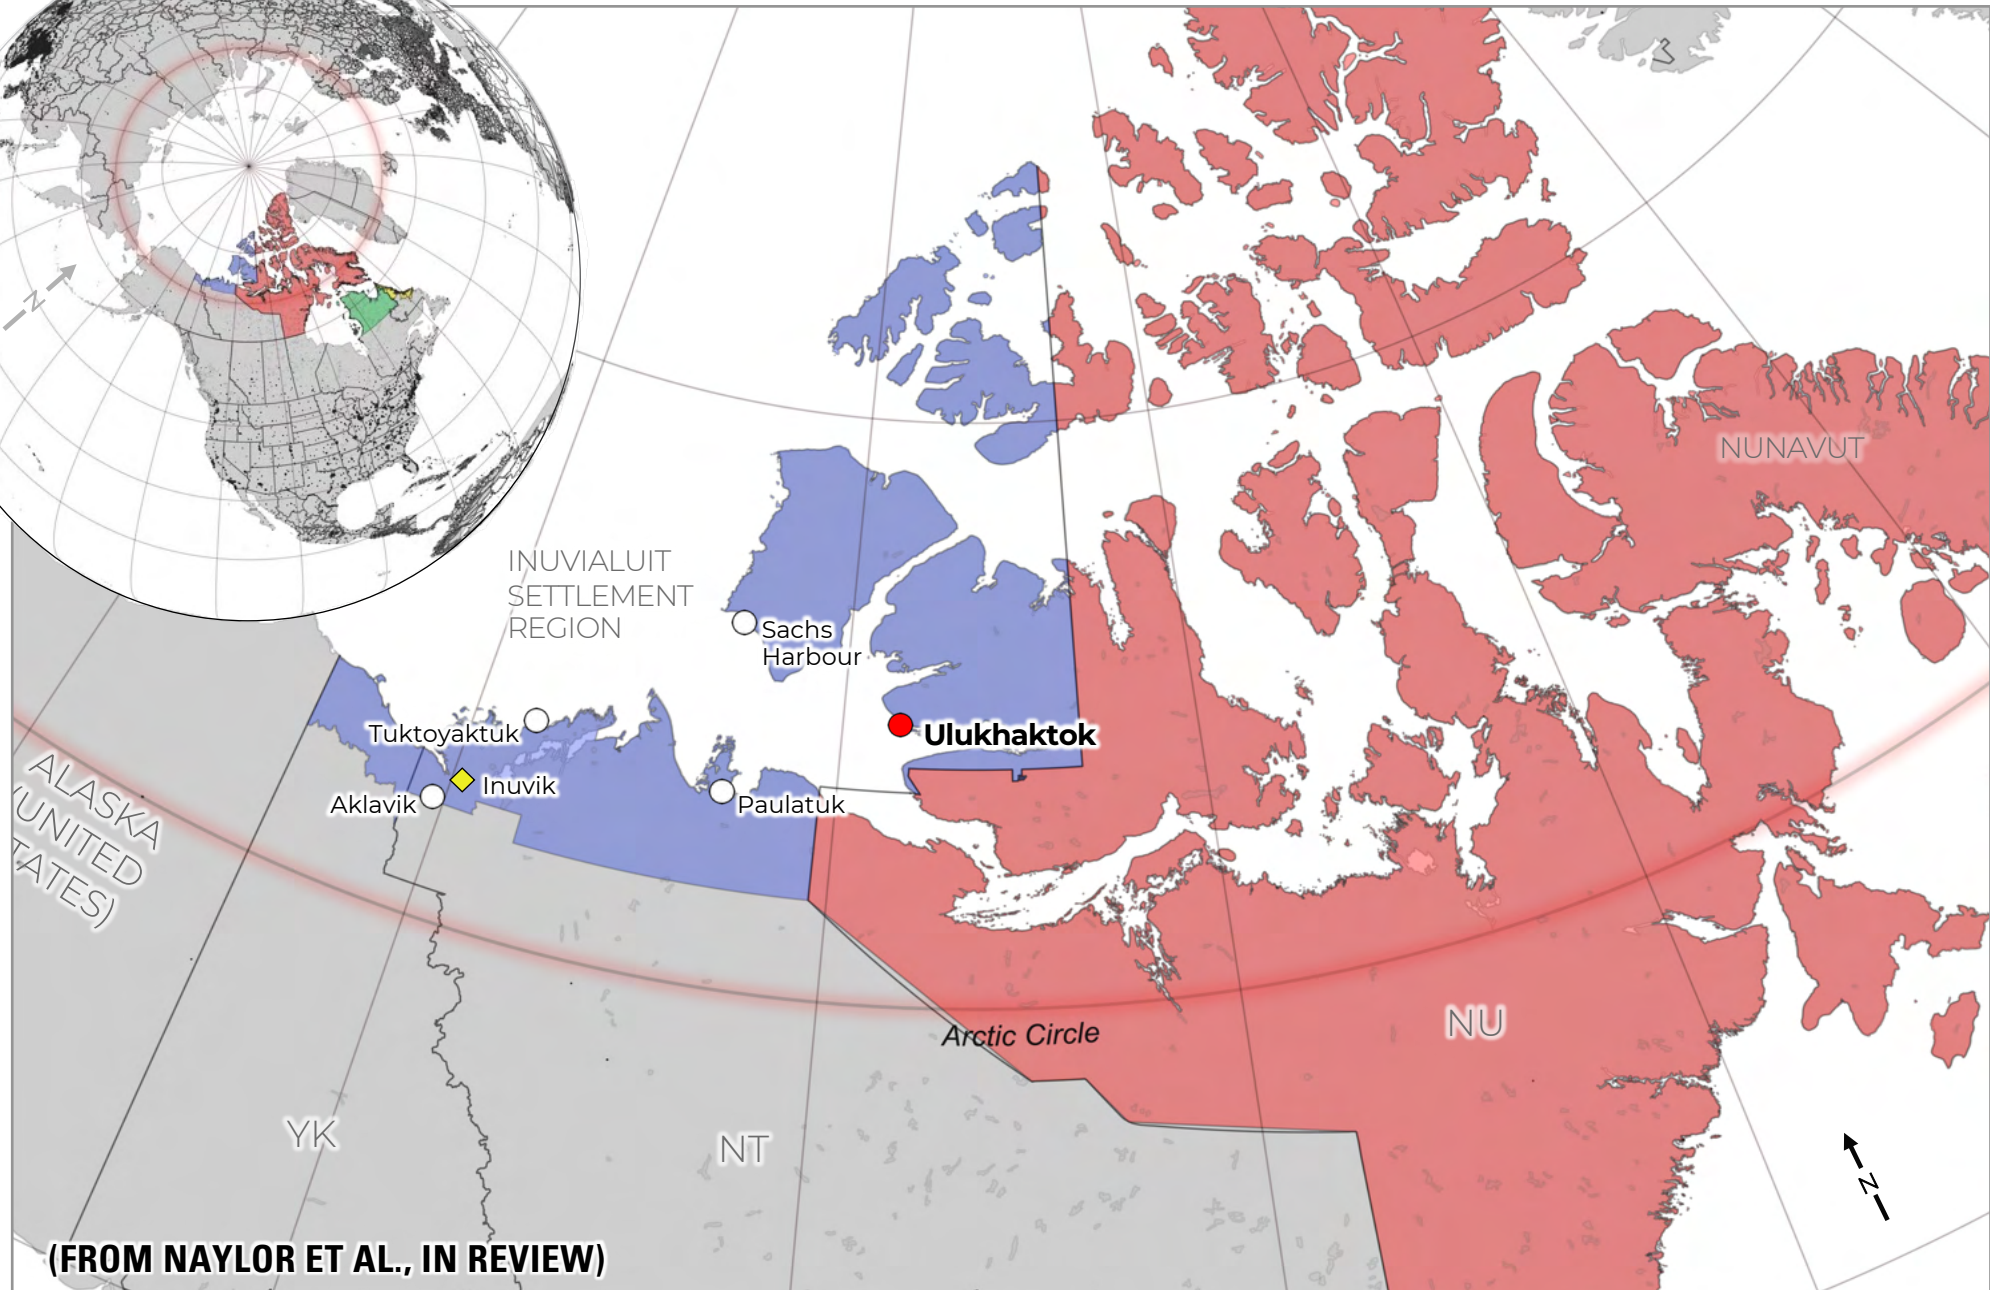 N
INUVIALUIT
SETTLEMENT
REGION
NUNAVUT
Sachs
Harbour
Tuktoyaktuk
Ulukhaktok
Inuvik
Aklavik
Paulatuk
ALASKA
(UNITED
TATES)
Arctic Circle
NU
YK
NT
N
(FROM NAYLOR ET AL., IN REVIEW)